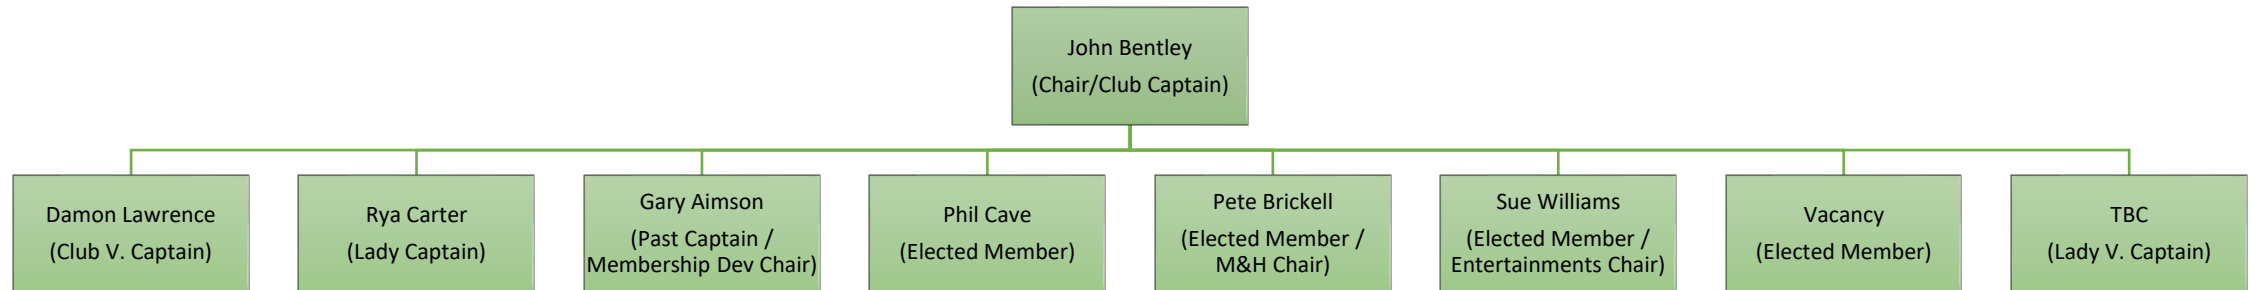 John Bentley
(Chair/Club Captain)
Damon Lawrence
(Club V. Captain)
Rya Carter
(Lady Captain)
Gary Aimson
(Past Captain /
Membership Dev Chair)
Phil Cave
(Elected Member)
Pete Brickell
(Elected Member /
M&H Chair)
Sue Williams
(Elected Member /
Entertainments Chair)
Vacancy
(Elected Member)
TBC
(Lady V. Captain)